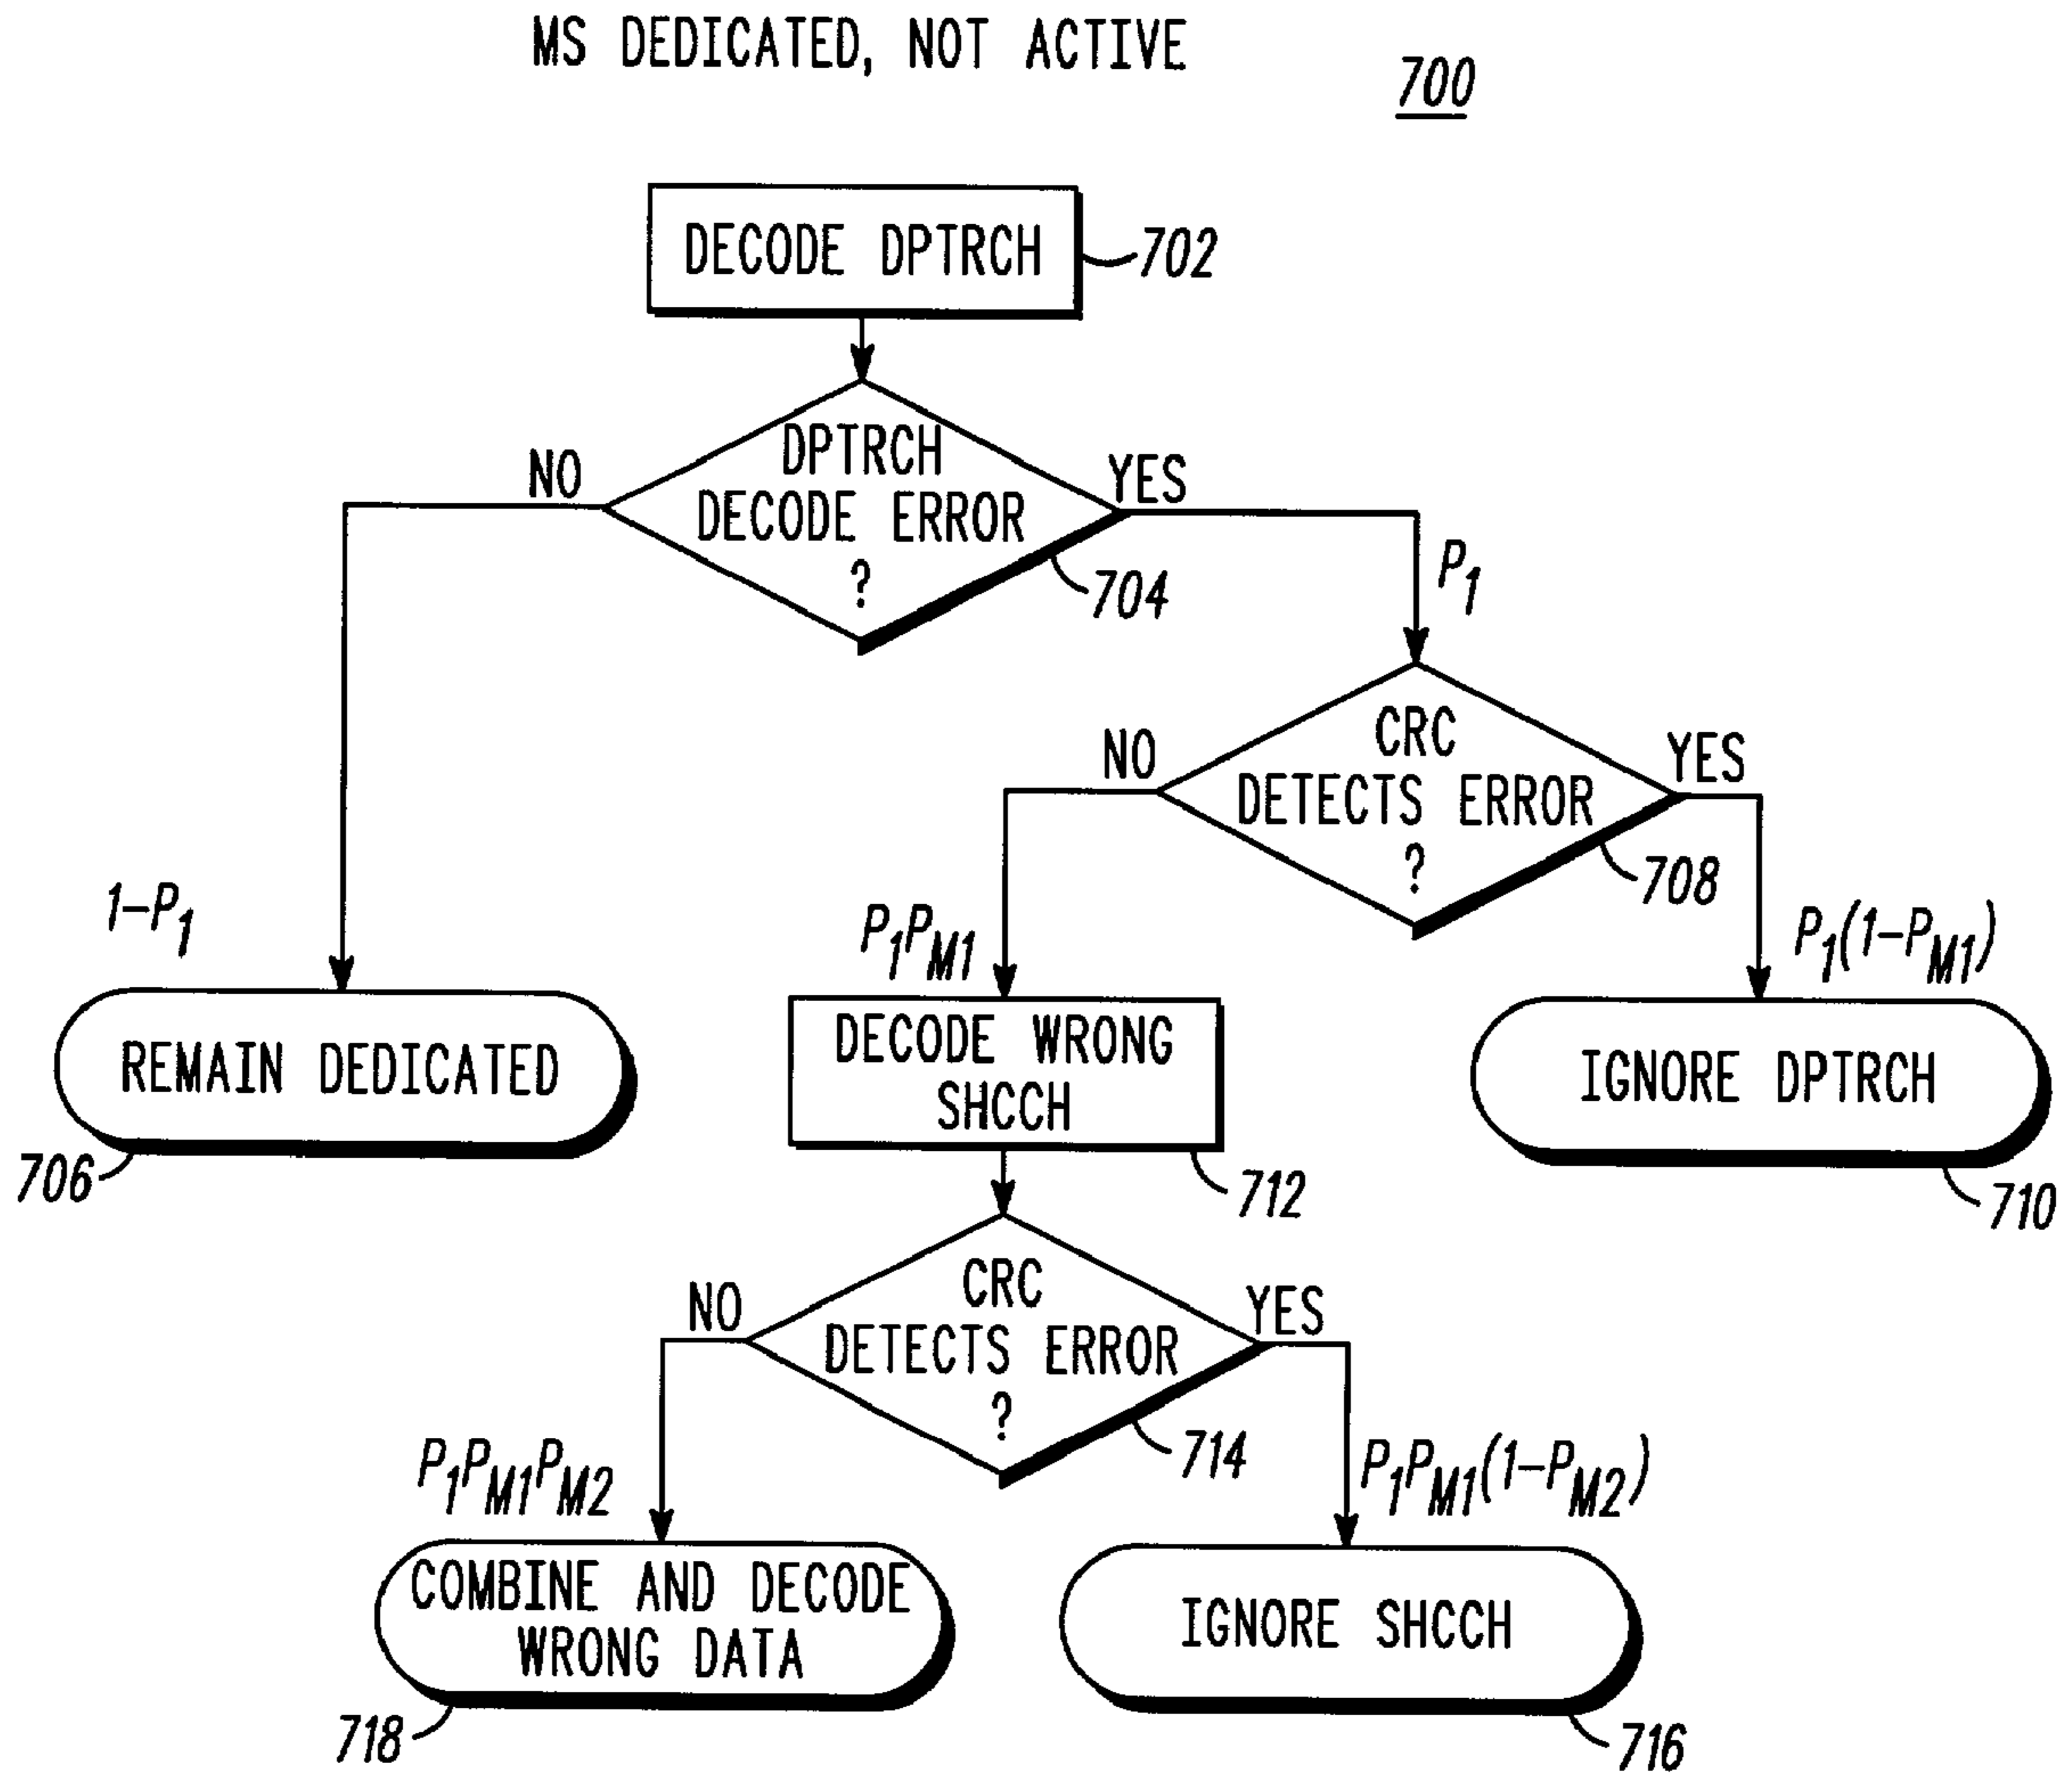 MS DEDICATED, NOT ACTIVE
700
DECODE DPTRCH
702
DPTRCH
DECODE ERROR
?
NO
YES
704
P1
CRC
DETECTS ERROR
?
NO
YES
708
1-P1
P1PM1
P1(1-PM1)
REMAIN DEDICATED
706
DECODE WRONG
SHCCH
712
IGNORE DPTRCH
710
CRC
DETECTS ERROR
?
NO
YES
714
P1PM1PM2
P1PM1(1-PM2)
COMBINE AND DECODE
WRONG DATA
718
IGNORE SHCCH
716